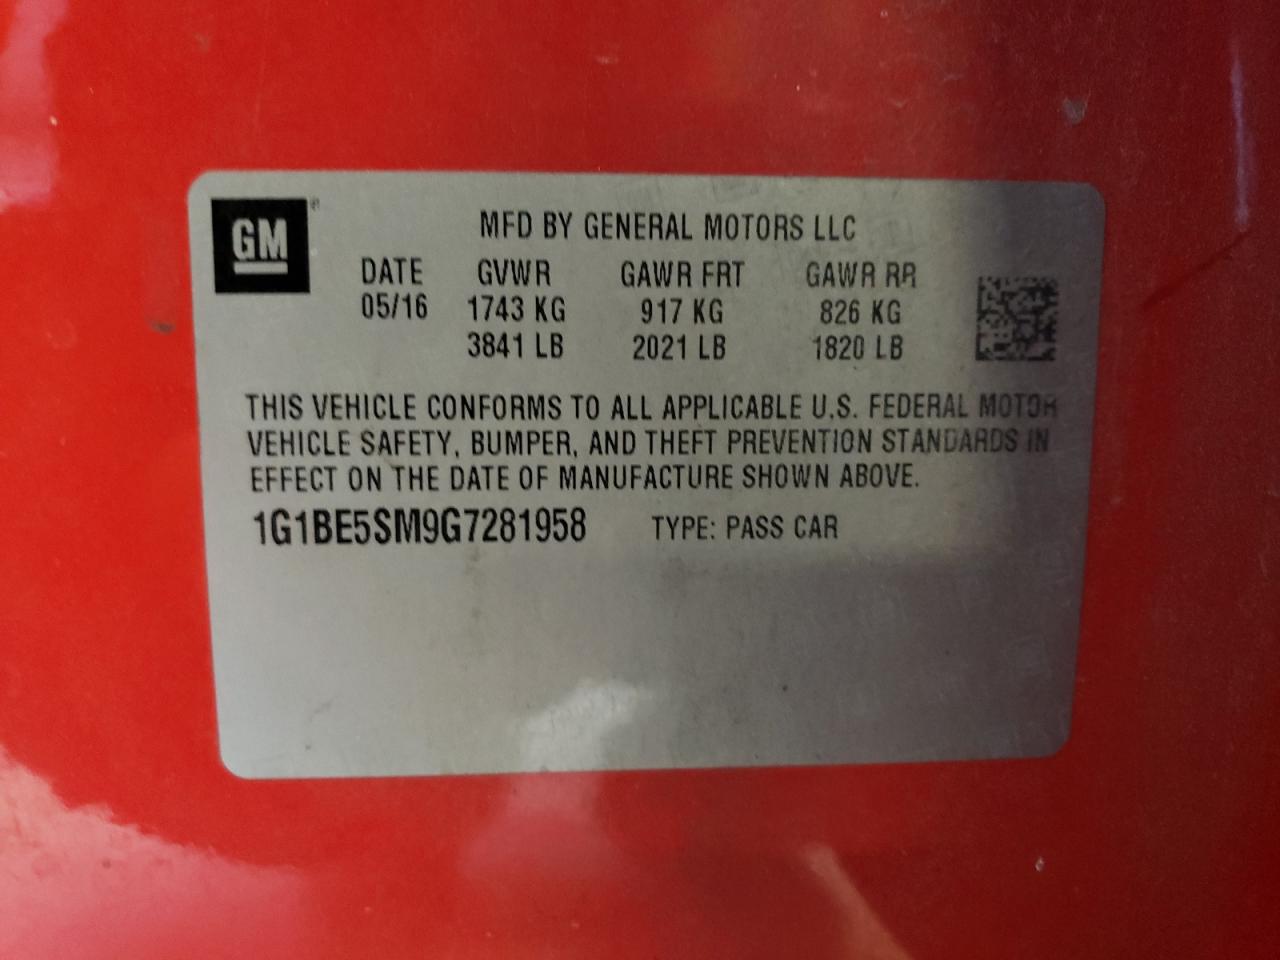 GM
MFD BY GENERAL MOTORS LLC
DATE GVWR GAWR FRT GAWR RR
05/16 1743 KG 917 KG 826 KG
3841 LB 2021 LB 1820 LB
THIS VEHICLE CONFORMS TO ALL APPLICABLE U.S. FEDERAL MOTOR
VEHICLE SAFETY, BUMPER, AND THEFT PREVENTION STANDARDS IN
EFFECT ON THE DATE OF MANUFACTURE SHOWN ABOVE.
1G1BE5SM9G7281958 TYPE: PASS CAR